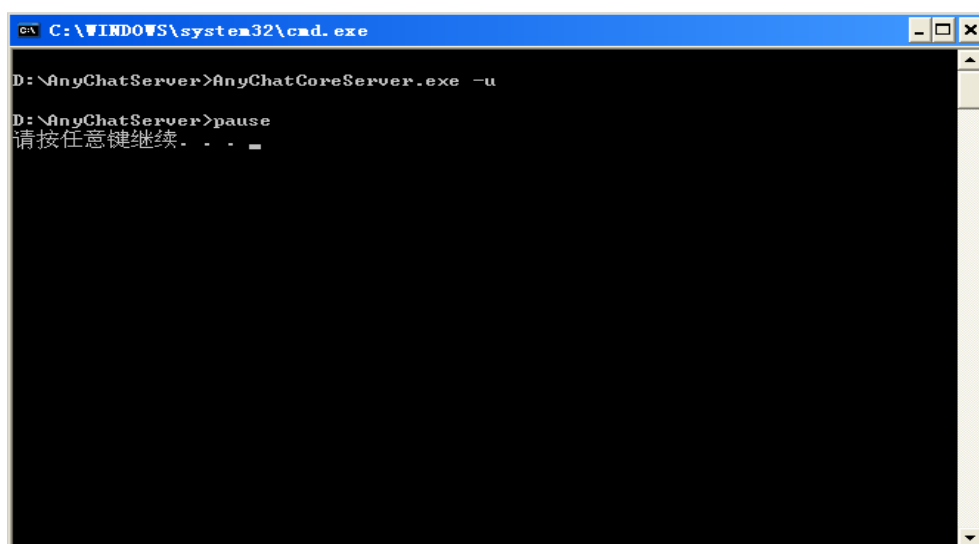 C:\WINDOWS\system32\cmd.exe
D:\AnyChatServer>AnyChatCoreServer.exe -u
D:\AnyChatServer>pause
请按任意键继续. . .